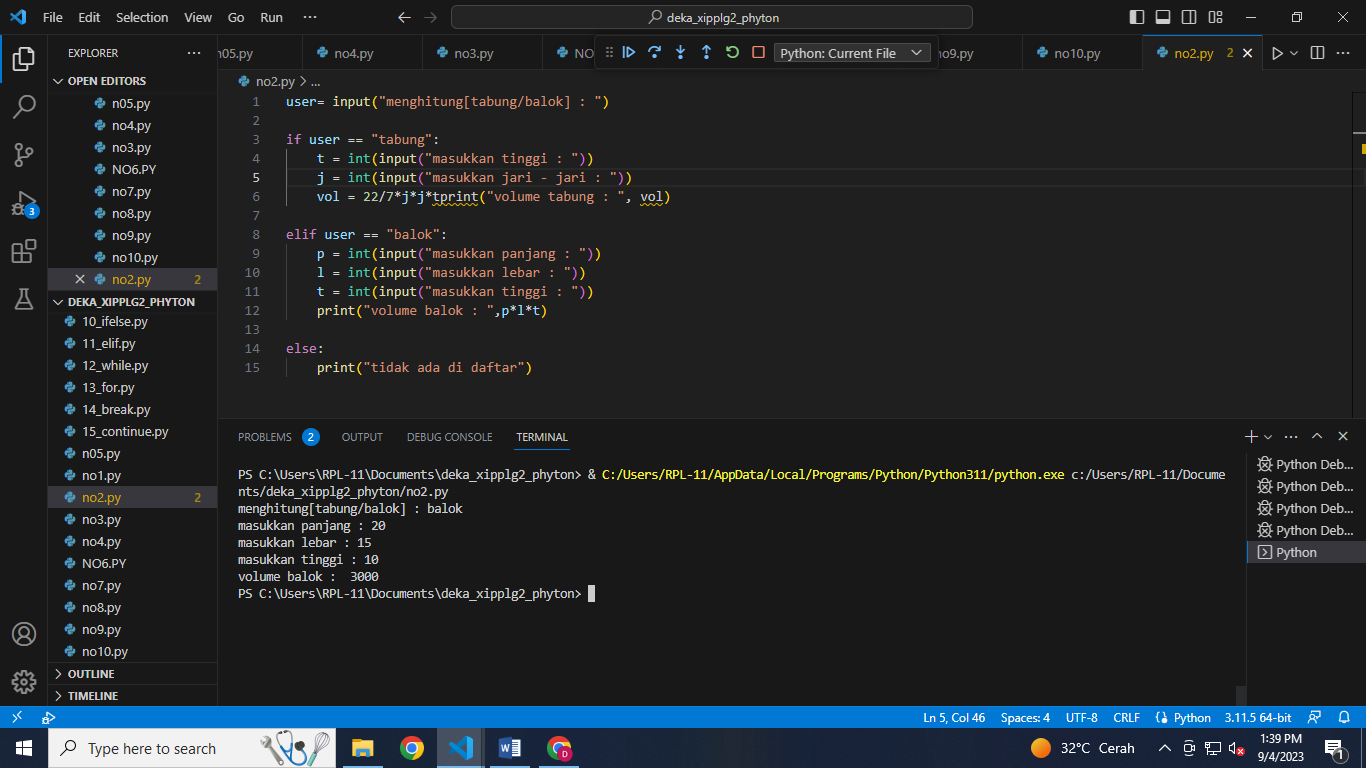 File Edit Selection View Go Run ··· deka_xipplg2_phyton
EXPLORER ···
n05.py no4.py no3.py NO Python: Current File no9.py no10.py no2.py 2
OPEN EDITORS
n05.py
no4.py
no3.py
NO6.PY
no7.py
no8.py
no9.py
no10.py
no2.py 2
DEKA_XIPPLG2_PHYTON
10_ifelse.py
11_elif.py
12_while.py
13_for.py
14_break.py
15_continue.py
n05.py
no1.py
no2.py 2
no3.py
no4.py
NO6.PY
no7.py
no8.py
no9.py
no10.py
OUTLINE
TIMELINE
3
no2.py > ...
1 user= input("menghitung[tabung/balok] : ")
2
3 if user == "tabung":
4 t = int(input("masukkan tinggi : "))
5 j = int(input("masukkan jari - jari : "))
6 vol = 22/7*j*j*tprint("volume tabung : ", vol)
7
8 elif user == "balok":
9 p = int(input("masukkan panjang : "))
10 l = int(input("masukkan lebar : "))
11 t = int(input("masukkan tinggi : "))
12 print("volume balok : ",p*l*t)
13
14 else:
15 print("tidak ada di daftar")
PROBLEMS 2 OUTPUT DEBUG CONSOLE TERMINAL
PS C:\Users\RPL-11\Documents\deka_xipplg2_phyton> & C:/Users/RPL-11/AppData/Local/Programs/Python/Python311/python.exe c:/Users/RPL-11/Docume
nts/deka_xipplg2_phyton/no2.py
menghitung[tabung/balok] : balok
masukkan panjang : 20
masukkan lebar : 15
masukkan tinggi : 10
volume balok :  3000
PS C:\Users\RPL-11\Documents\deka_xipplg2_phyton>
Python Deb...
Python Deb...
Python Deb...
Python Deb...
Python
Ln 5, Col 46 Spaces: 4 UTF-8 CRLF Python 3.11.5 64-bit
Type here to search
32°C Cerah
1:39 PM
9/4/2023
1